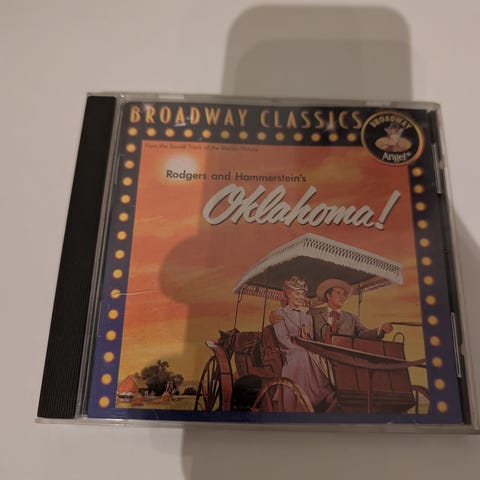 BROADWAY CLASSICS
BROADWAY
Angel
from the Sound Track of the Motion Picture
Rodgers and Hammerstein's
Oklahoma!